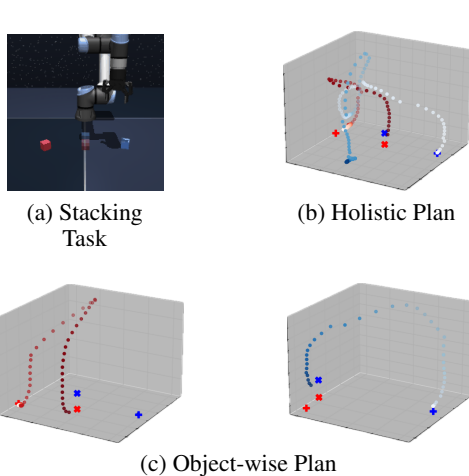 (a) Stacking
Task
(b) Holistic Plan
(c) Object-wise Plan